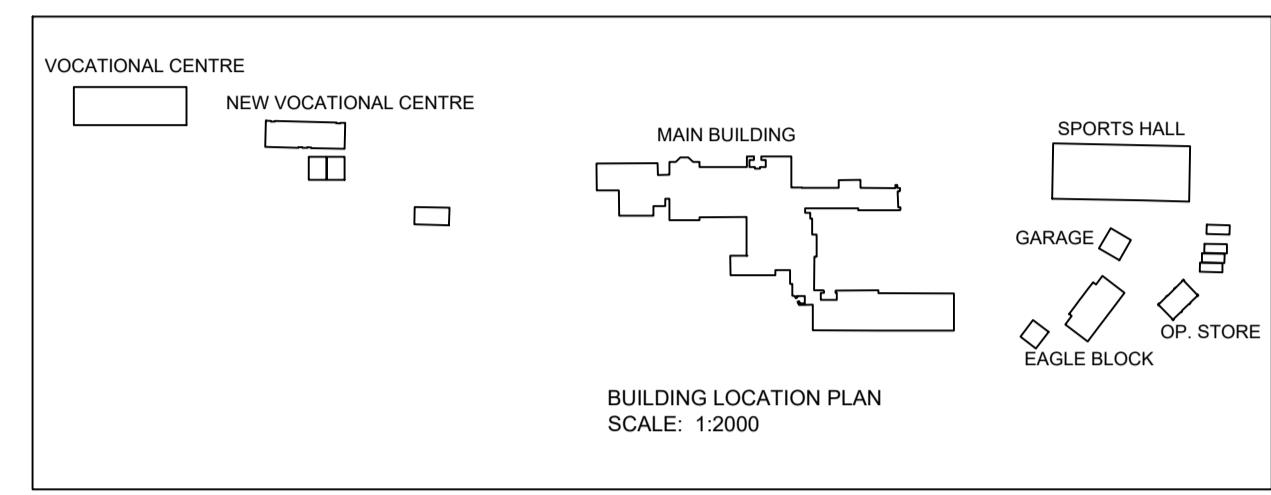 VOCATIONAL CENTRE
NEW VOCATIONAL CENTRE
MAIN BUILDING
SPORTS HALL
GARAGE
OP. STORE
EAGLE BLOCK
BUILDING LOCATION PLAN
SCALE: 1:2000